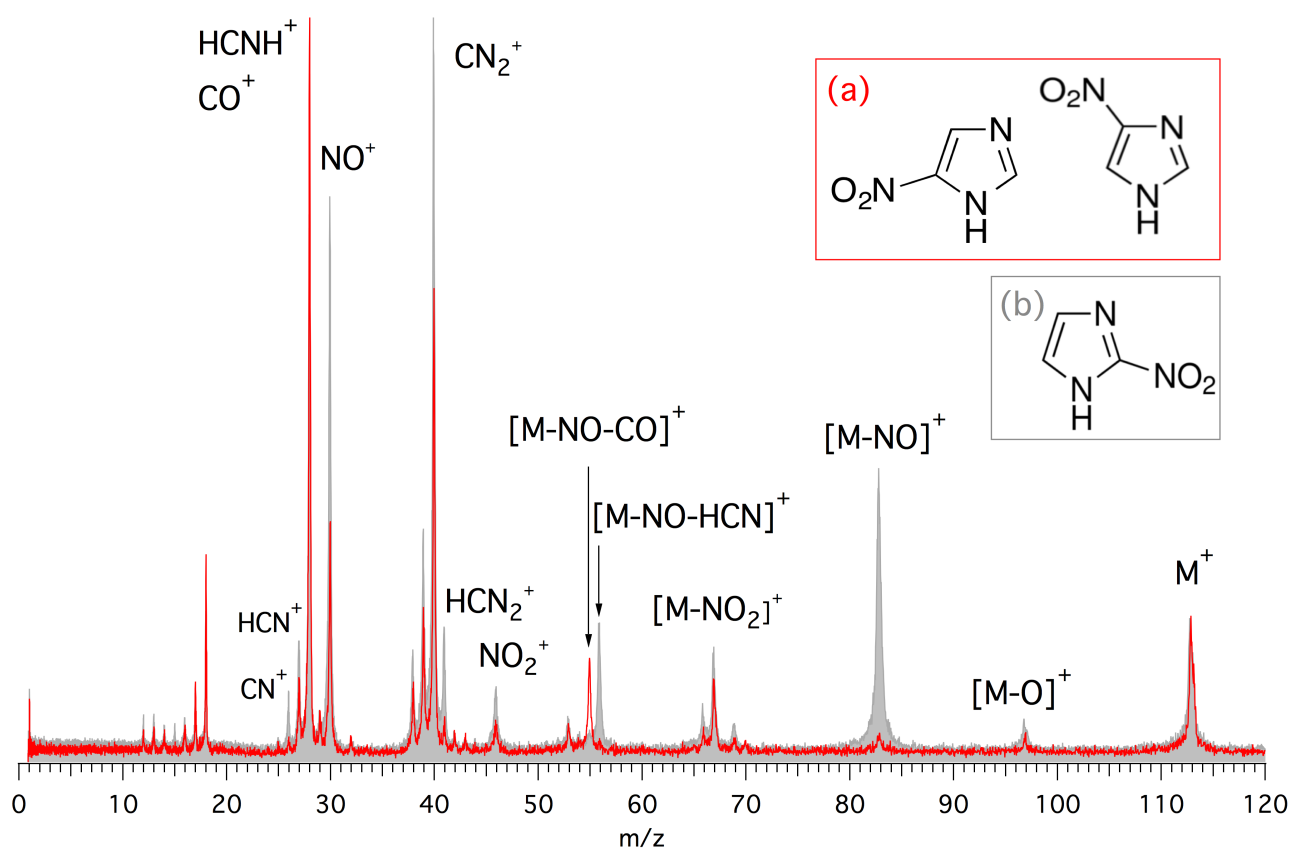 HCNH⁺
CO⁺
CN₂⁺
NO⁺
(a)
O₂N
N
N
H
O₂N
N
N
H
(b)
N
N
H
NO₂
[M-NO-CO]⁺
[M-NO]⁺
[M-NO-HCN]⁺
M⁺
HCN⁺
HCN₂⁺
[M-NO₂]⁺
CN⁺
NO₂⁺
[M-O]⁺
0 10 20 30 40 50 60 70 80 90 100 110 120
m/z